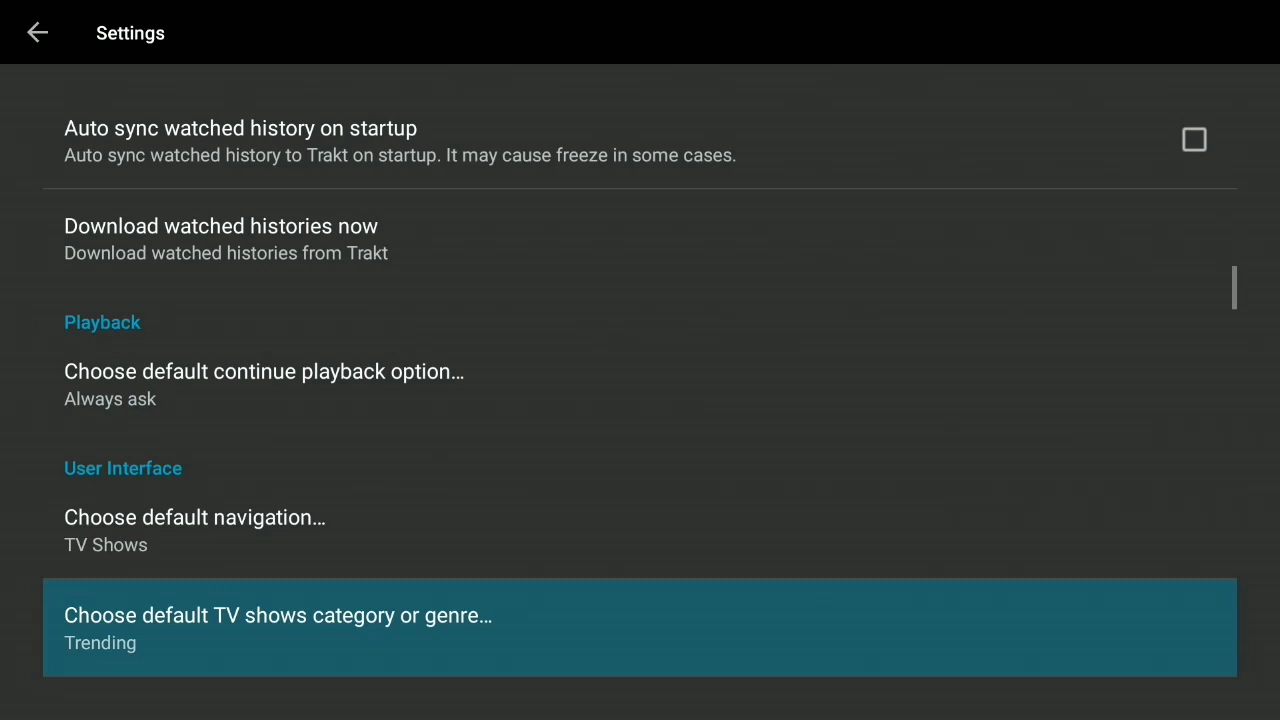 Settings
Auto sync watched history on startup
Auto sync watched history to Trakt on startup. It may cause freeze in some cases.
Download watched histories now
Download watched histories from Trakt
Playback
Choose default continue playback option…
Always ask
User Interface
Choose default navigation…
TV Shows
Choose default TV shows category or genre…
Trending